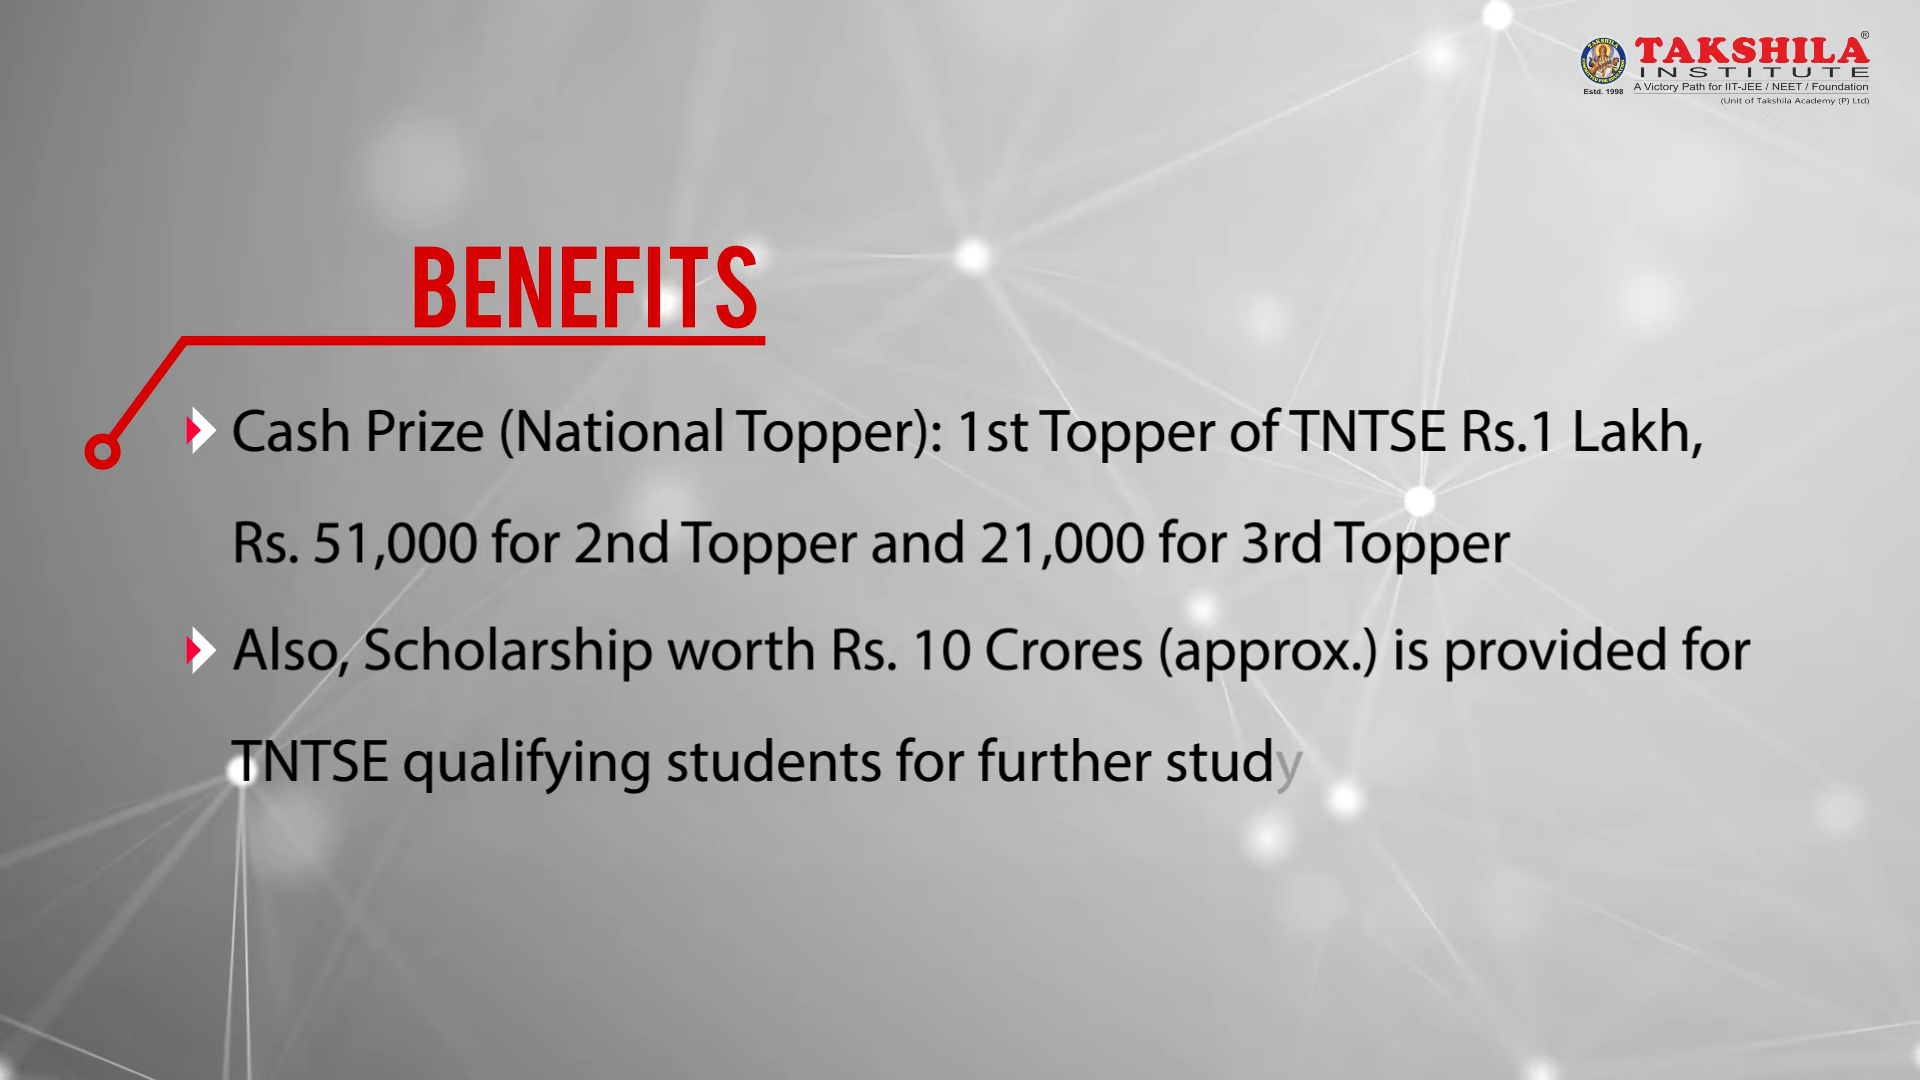 TAKSHILA®
INSTITUTE
Estd. 1998
A Victory Path for IIT-JEE / NEET / Foundation
(Unit of Takshila Academy (P) Ltd)
BENEFITS
Cash Prize (National Topper): 1st Topper of TNTSE Rs.1 Lakh,
Rs. 51,000 for 2nd Topper and 21,000 for 3rd Topper
Also, Scholarship worth Rs. 10 Crores (approx.) is provided for
TNTSE qualifying students for further study